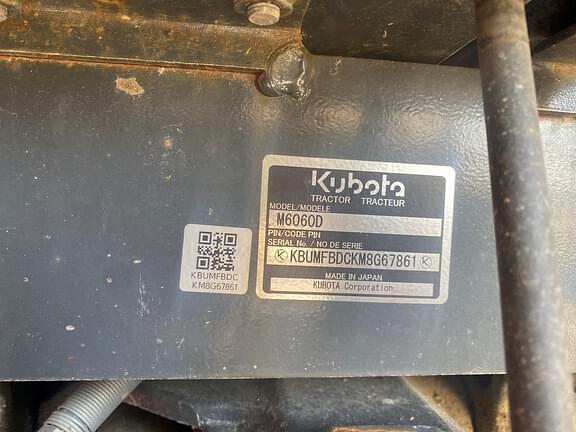 Kubota
TRACTOR TRACTEUR
MODEL/MODELE
M6060D
PIN/CODE PIN
SERIAL No. / NO DE SERIE
KBUMFBDCKM8G67861
MADE IN JAPAN
KUBOTA Corporation
KBUMFBDC
KM8G67861